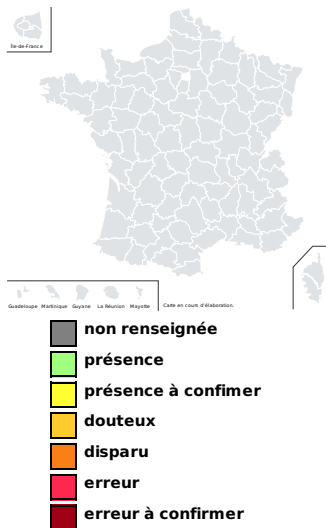 Île-de-France
Guadeloupe Martinique Guyane La Réunion Mayotte Carte en cours d'élaboration.
non renseignée
présence
présence à confimer
douteux
disparu
erreur
erreur à confirmer